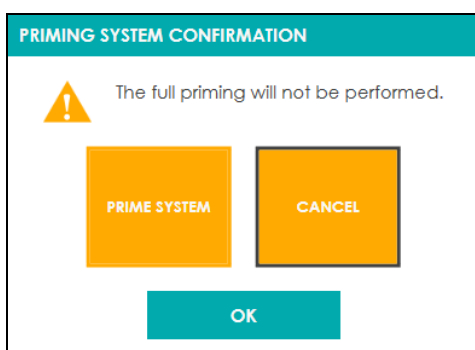 PRIMING SYSTEM CONFIRMATION
The full priming will not be performed.
PRIME SYSTEM
CANCEL
OK